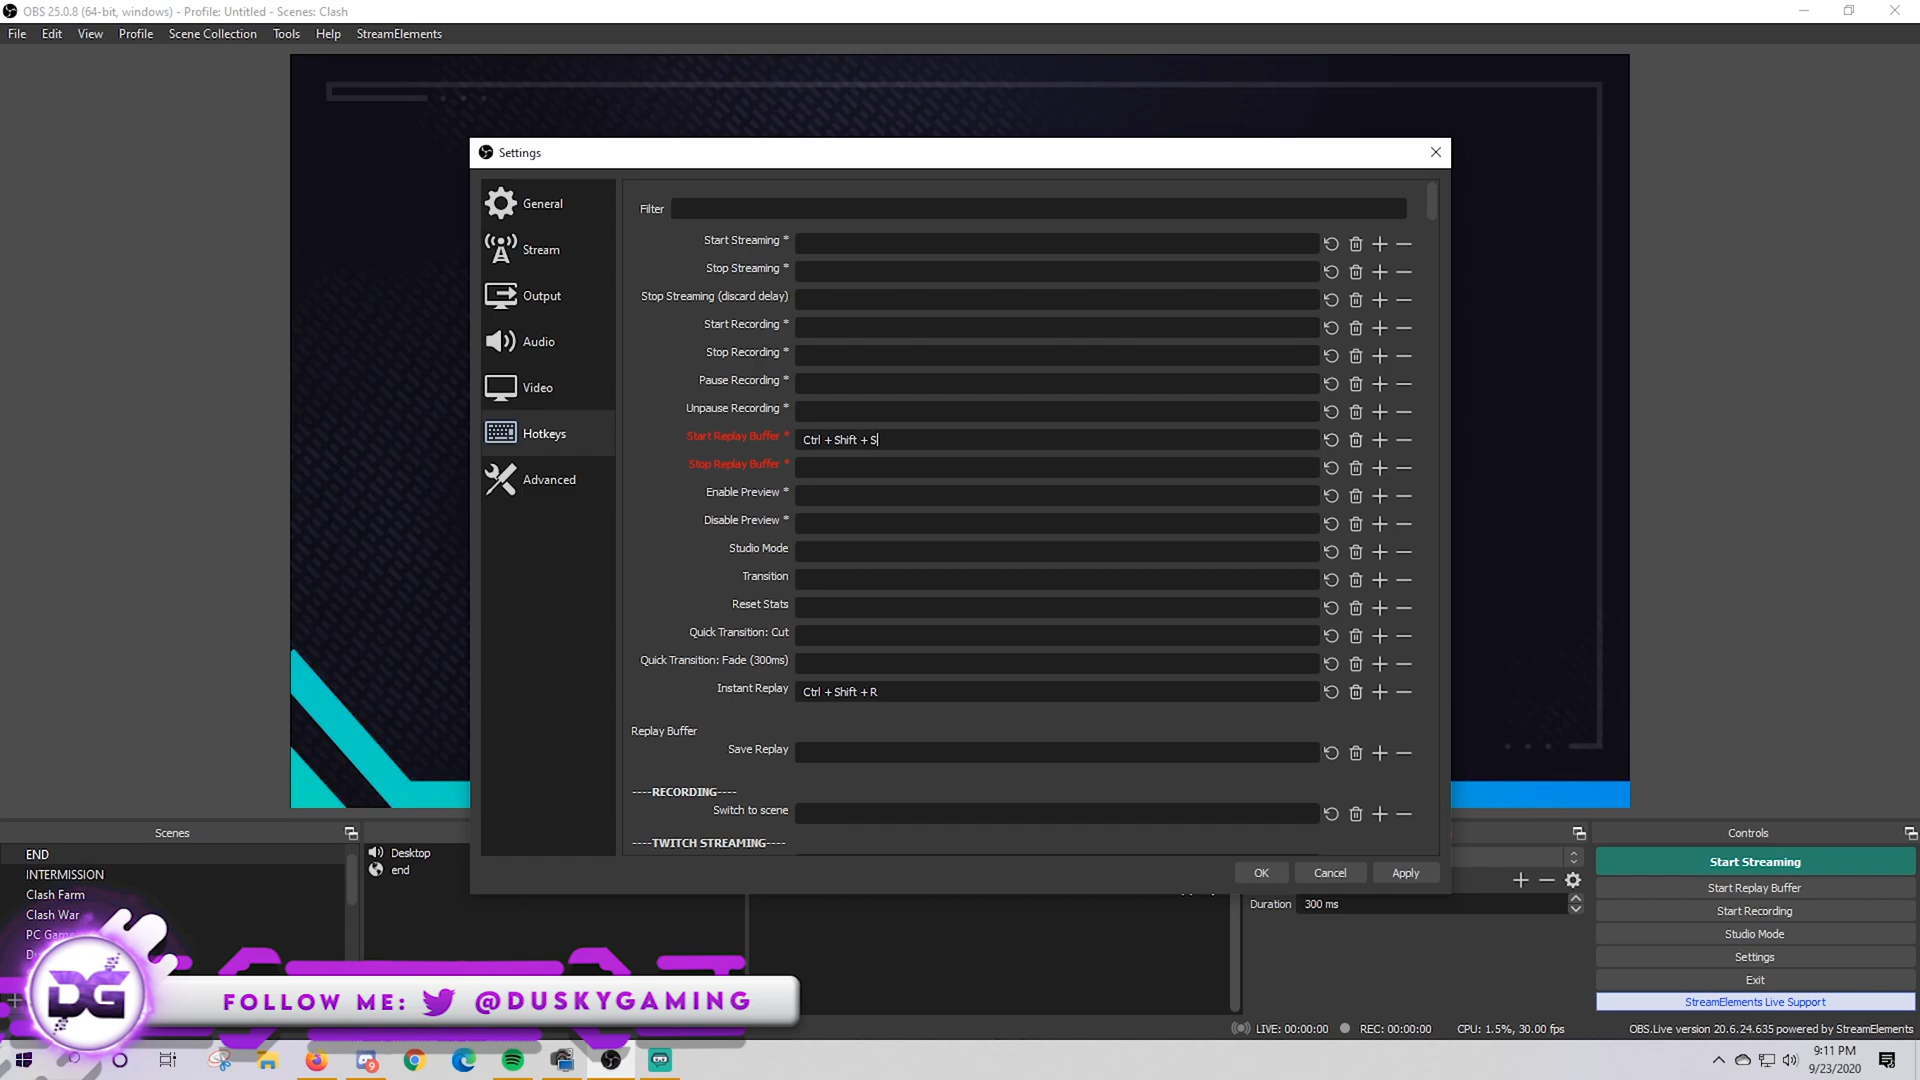 OBS 25.0.8 (64-bit, windows) - Profile: Untitled - Scenes: Clash
File Edit View Profile Scene Collection Tools Help StreamElements
Settings
General
Stream
Output
Audio
Video
Hotkeys
Advanced
Filter
Start Streaming *
Stop Streaming *
Stop Streaming (discard delay)
Start Recording *
Stop Recording *
Pause Recording *
Unpause Recording *
Start Replay Buffer * Ctrl + Shift + S
Stop Replay Buffer *
Enable Preview *
Disable Preview *
Studio Mode
Transition
Reset Stats
Quick Transition: Cut
Quick Transition: Fade (300ms)
Instant Replay Ctrl + Shift + R
Replay Buffer
Save Replay
----RECORDING----
Switch to scene
----TWITCH STREAMING----
OK Cancel Apply
Scenes
END
INTERMISSION
Clash Farm
Clash War
Desktop
end
Duration 300 ms
Controls
Start Streaming
Start Replay Buffer
Start Recording
Studio Mode
Settings
Exit
StreamElements Live Support
DG
FOLLOW ME: @DUSKYGAMING
LIVE: 00:00:00 REC: 00:00:00 CPU: 1.5%, 30.00 fps OBS.Live version 20.6.24.635 powered by StreamElements
9:11 PM
9/23/2020